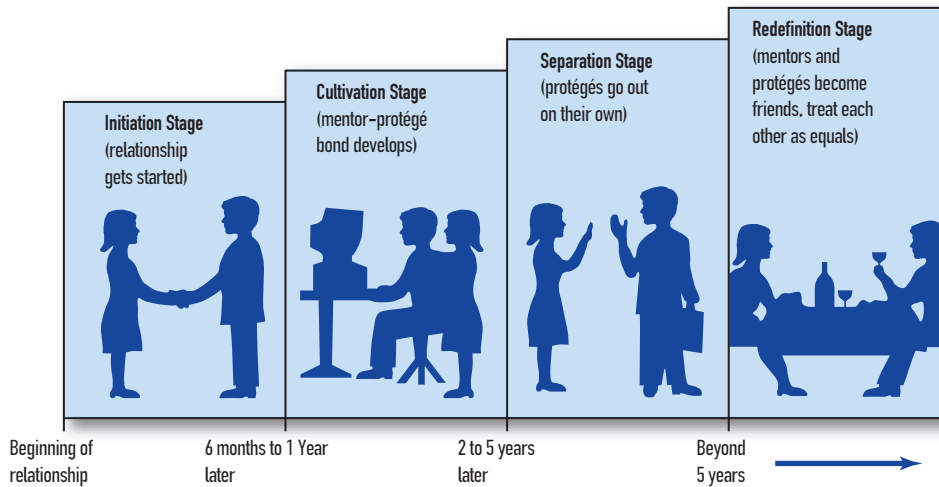 Initiation Stage
(relationship
gets started)
Cultivation Stage
(mentor–protégé
bond develops)
Separation Stage
(protégés go out
on their own)
Redefinition Stage
(mentors and
protégés become
friends, treat each
other as equals)
Beginning of
relationship
6 months to 1 Year
later
2 to 5 years
later
Beyond
5 years